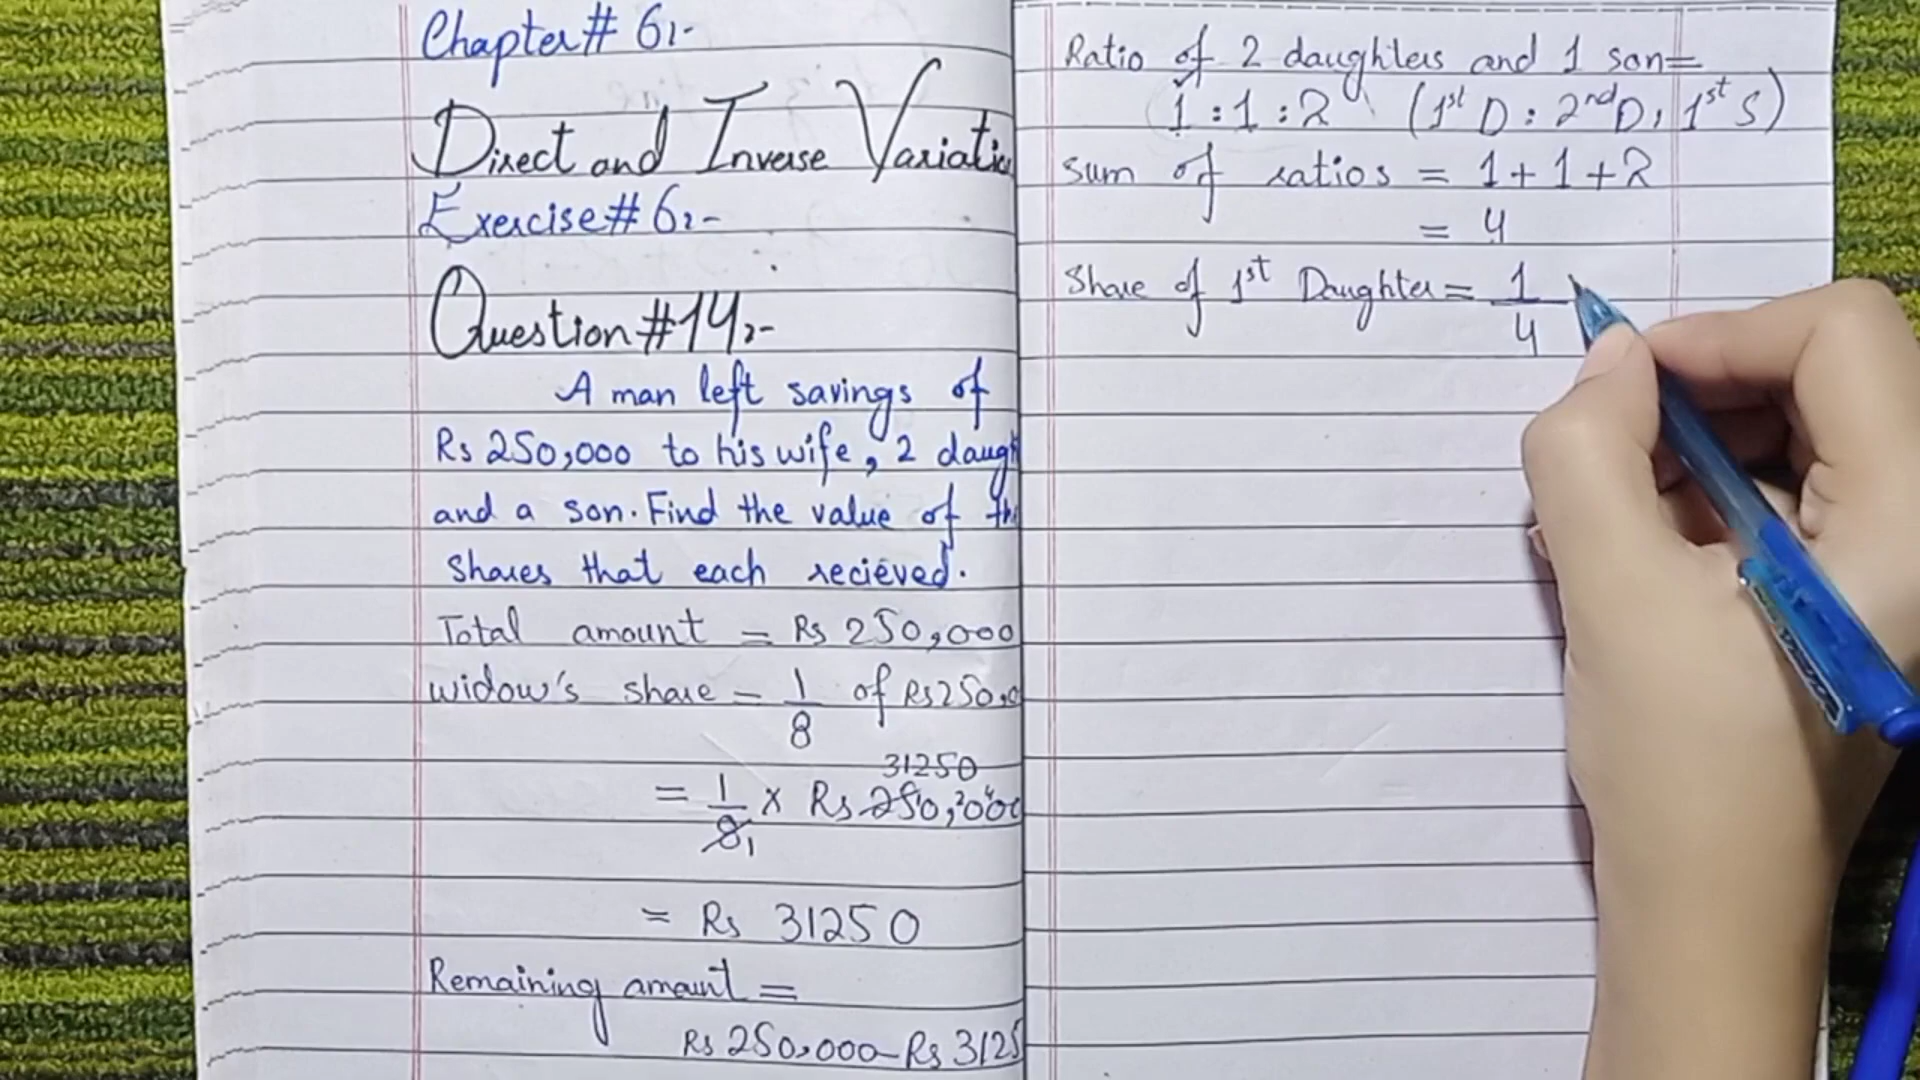 Chapter# 6:-
Direct and Inverse Variatio
Exercise# 6:-
Question #14:-
A man left savings of
Rs 250,000 to his wife, 2 daugh
and a son. Find the value of th
shares that each recieved.
Total amount = Rs 250,000
widow's share = 1/8 of Rs 250,0
31250
= 1/8 1 × Rs 250,000
= Rs 31250
Remaining amount =
Rs 250,000 - Rs 3125
Ratio of 2 daughters and 1 son=
1 : 1 : 2 (1st D : 2nd D : 1st S)
Sum of ratios = 1 + 1 + 2
= 4
Share of 1st Daughter = 1/4